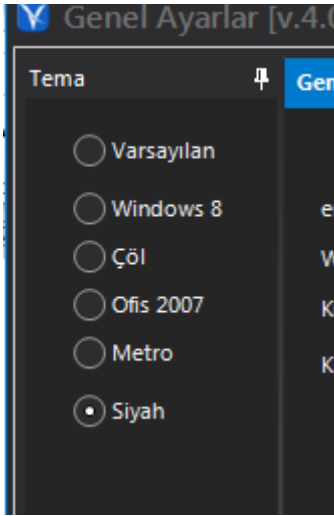 Genel Ayarlar [v.4.0
Tema
Varsayılan
Windows 8
Çöl
Ofis 2007
Metro
Siyah